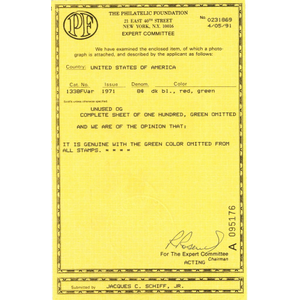 THE PHILATELIC FOUNDATION
21 EAST 40TH STREET
NEW YORK, N.Y. 10016
EXPERT COMMITTEE
No. 0231869
4/05/91
PF
We have examined the enclosed item, of which a photograph is attached, and described by the applicant as follows:
Country: UNITED STATES OF AMERICA
Cat. No. Issue Denom. Color
1338FVar 1971 8¢ dk bl., red, green
UNUSED OG
COMPLETE SHEET OF ONE HUNDRED, GREEN OMITTED
AND WE ARE OF THE OPINION THAT:
IT IS GENUINE WITH THE GREEN COLOR OMITTED FROM
ALL STAMPS. * * * *
For The Expert Committee
ACTING Chairman
A 095176
Submitted by JACQUES C. SCHIFF, JR.